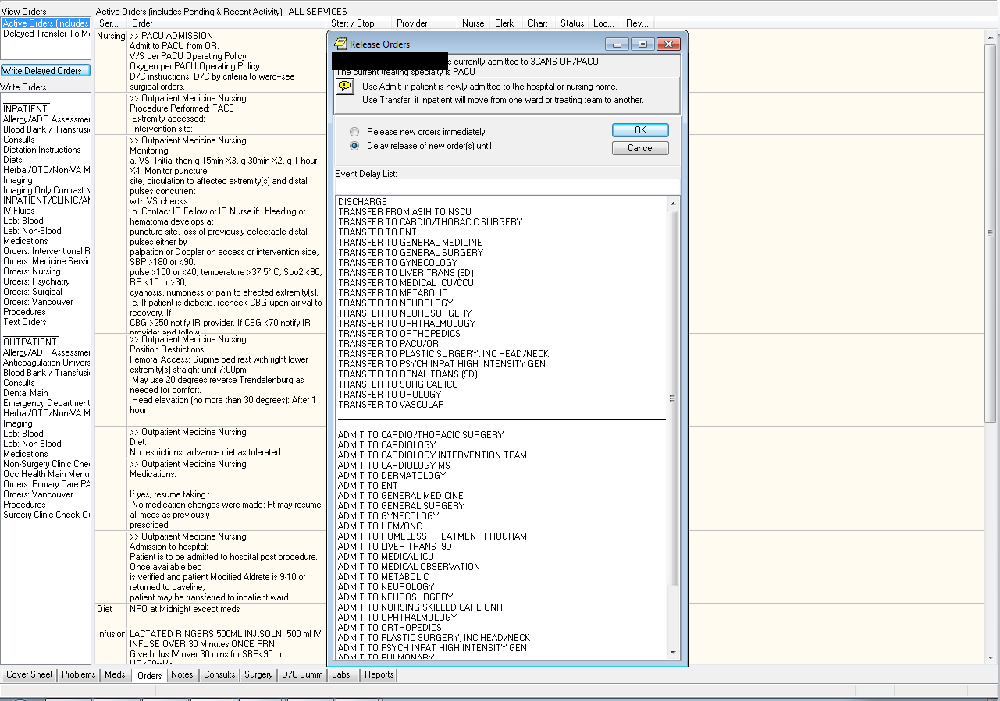 View Orders
Active Orders (includes
Delayed Transfer To M
Write Delayed Orders
Write Orders
INPATIENT
Allergy/ADR Assessmer
Blood Bank / Transfusi
Consults
Dictation Instructions
Diets
Herbal/OTC/Non-VA M
Imaging
Imaging Only Contrast M
INPATIENT/CLINIC/AI
IV Fluids
Lab: Blood
Lab: Non-Blood
Medications
Orders: Interventional R
Orders: Medicine Servic
Orders: Nursing
Orders: Psychiatry
Orders: Surgical
Orders: Vancouver
Procedures
Text Orders
OUTPATIENT
Allergy/ADR Assessmer
Anticoagulation Univers
Blood Bank / Transfusi
Consults
Dental Main
Emergency Department
Herbal/OTC/Non-VA M
Imaging
Lab: Blood
Lab: Non-Blood
Medications
Non-Surgery Clinic Che
Occ Health Main Menu
Orders: Primary Care PA
Orders: Vancouver
Procedures
Surgery Clinic Check O
Active Orders (includes Pending & Recent Activity) - ALL SERVICES
Ser... Order Start / Stop Provider Nurse Clerk Chart Status Loc... Rev...
Nursing >> PACU ADMISSION
Admit to PACU from OR.
V/S per PACU Operating Policy.
Oxygen per PACU Operating Policy.
D/C instructions: D/C by criteria to ward--see
surgical orders.
>> Outpatient Medicine Nursing
Procedure Performed: TACE
Extremity accessed:
Intervention site:
>> Outpatient Medicine Nursing
Monitoring:
a. VS: Initial then q 15min X3, q 30min X2, q 1 hour
X4. Monitor puncture
site, circulation to affected extremity(s) and distal
pulses concurrent
with VS checks.
b. Contact IR Fellow or IR Nurse if: bleeding or
hematoma develops at
puncture site, loss of previously detectable distal
pulses either by
palpation or Doppler on access or intervention side,
SBP >180 or <90,
pulse >100 or <40, temperature >37.5° C, Spo2 <90,
RR <10 or >30,
cyanosis, numbness or pain to affected extremity(s).
c. If patient is diabetic, recheck CBG upon arrival to
recovery. If
CBG >250 notify IR provider. If CBG <70 notify IR
provider and follow
>> Outpatient Medicine Nursing
Position Restrictions:
Femoral Access: Supine bed rest with right lower
extremity(s) straight until 7:00pm
May use 20 degrees reverse Trendelenburg as
needed for comfort.
Head elevation (no more than 30 degrees): After 1
hour
>> Outpatient Medicine Nursing
Diet:
No restrictions, advance diet as tolerated
>> Outpatient Medicine Nursing
Medications:
If yes, resume taking :
No medication changes were made; Pt may resume
all meds as previously
prescribed
>> Outpatient Medicine Nursing
Admission to hospital:
Patient is to be admitted to hospital post procedure.
Once available bed
is verified and patient Modified Aldrete is 9-10 or
returned to baseline,
patient may be transferred to inpatient ward.
Diet NPO at Midnight except meds
Infusior LACTATED RINGERS 500ML INJ,SOLN 500 ml IV
INFUSE OVER 30 Minutes ONCE PRN
Give bolus IV over 30 mins for SBP<90 or
UO<60ml/h
Release Orders
s currently admitted to 3CANS-OR/PACU
The current treating specialty is PACU
Use Admit: if patient is newly admitted to the hospital or nursing home.
Use Transfer: if inpatient will move from one ward or treating team to another.
Release new orders immediately
Delay release of new order(s) until
OK
Cancel
Event Delay List:
DISCHARGE
TRANSFER FROM ASIH TO NSCU
TRANSFER TO CARDIO/THORACIC SURGERY
TRANSFER TO ENT
TRANSFER TO GENERAL MEDICINE
TRANSFER TO GENERAL SURGERY
TRANSFER TO GYNECOLOGY
TRANSFER TO LIVER TRANS (9D)
TRANSFER TO MEDICAL ICU/CCU
TRANSFER TO METABOLIC
TRANSFER TO NEUROLOGY
TRANSFER TO NEUROSURGERY
TRANSFER TO OPHTHALMOLOGY
TRANSFER TO ORTHOPEDICS
TRANSFER TO PACU/OR
TRANSFER TO PLASTIC SURGERY, INC HEAD/NECK
TRANSFER TO PSYCH INPAT HIGH INTENSITY GEN
TRANSFER TO RENAL TRANS (9D)
TRANSFER TO SURGICAL ICU
TRANSFER TO UROLOGY
TRANSFER TO VASCULAR
ADMIT TO CARDIO/THORACIC SURGERY
ADMIT TO CARDIOLOGY
ADMIT TO CARDIOLOGY INTERVENTION TEAM
ADMIT TO CARDIOLOGY MS
ADMIT TO DERMATOLOGY
ADMIT TO ENT
ADMIT TO GENERAL MEDICINE
ADMIT TO GENERAL SURGERY
ADMIT TO GYNECOLOGY
ADMIT TO HEM/ONC
ADMIT TO HOMELESS TREATMENT PROGRAM
ADMIT TO LIVER TRANS (9D)
ADMIT TO MEDICAL ICU
ADMIT TO MEDICAL OBSERVATION
ADMIT TO METABOLIC
ADMIT TO NEUROLOGY
ADMIT TO NEUROSURGERY
ADMIT TO NURSING SKILLED CARE UNIT
ADMIT TO OPHTHALMOLOGY
ADMIT TO ORTHOPEDICS
ADMIT TO PLASTIC SURGERY, INC HEAD/NECK
ADMIT TO PSYCH INPAT HIGH INTENSITY GEN
ADMIT TO PULMONARY
Cover Sheet Problems Meds Orders Notes Consults Surgery D/C Summ Labs Reports